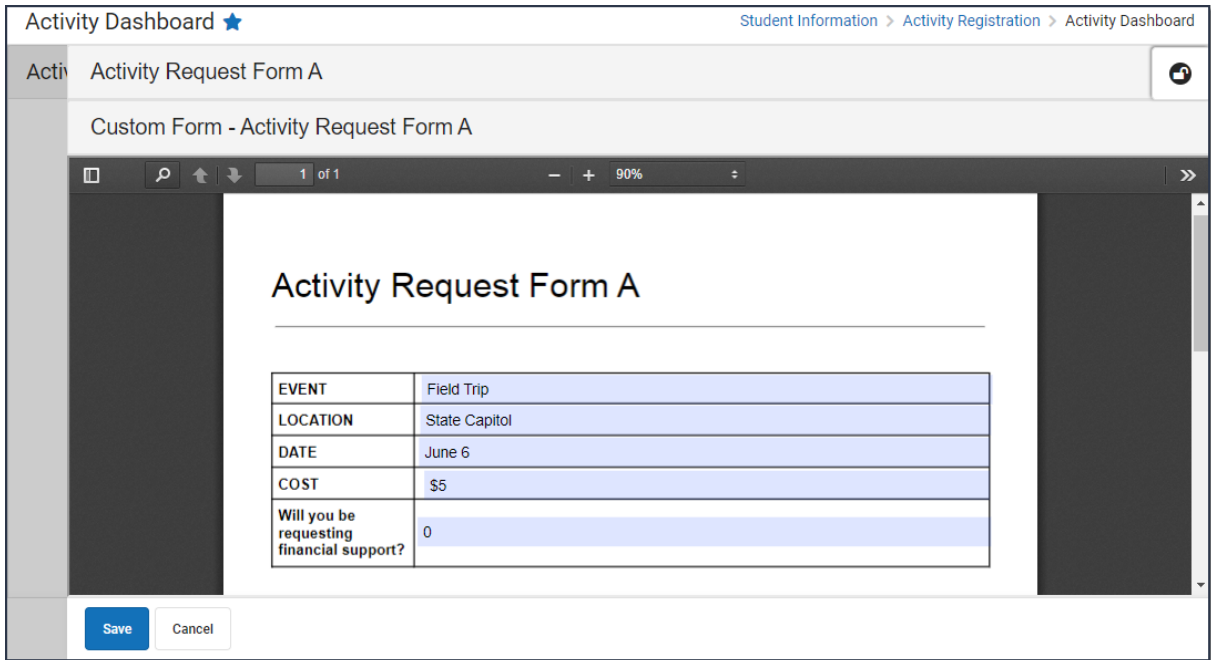 Activity Dashboard
Student Information > Activity Registration > Activity Dashboard
Activity Request Form A
Custom Form - Activity Request Form A
1 of 1
90%
Activity Request Form A
EVENT Field Trip
LOCATION State Capitol
DATE June 6
COST $5
Will you be
requesting 0
financial support?
Save Cancel